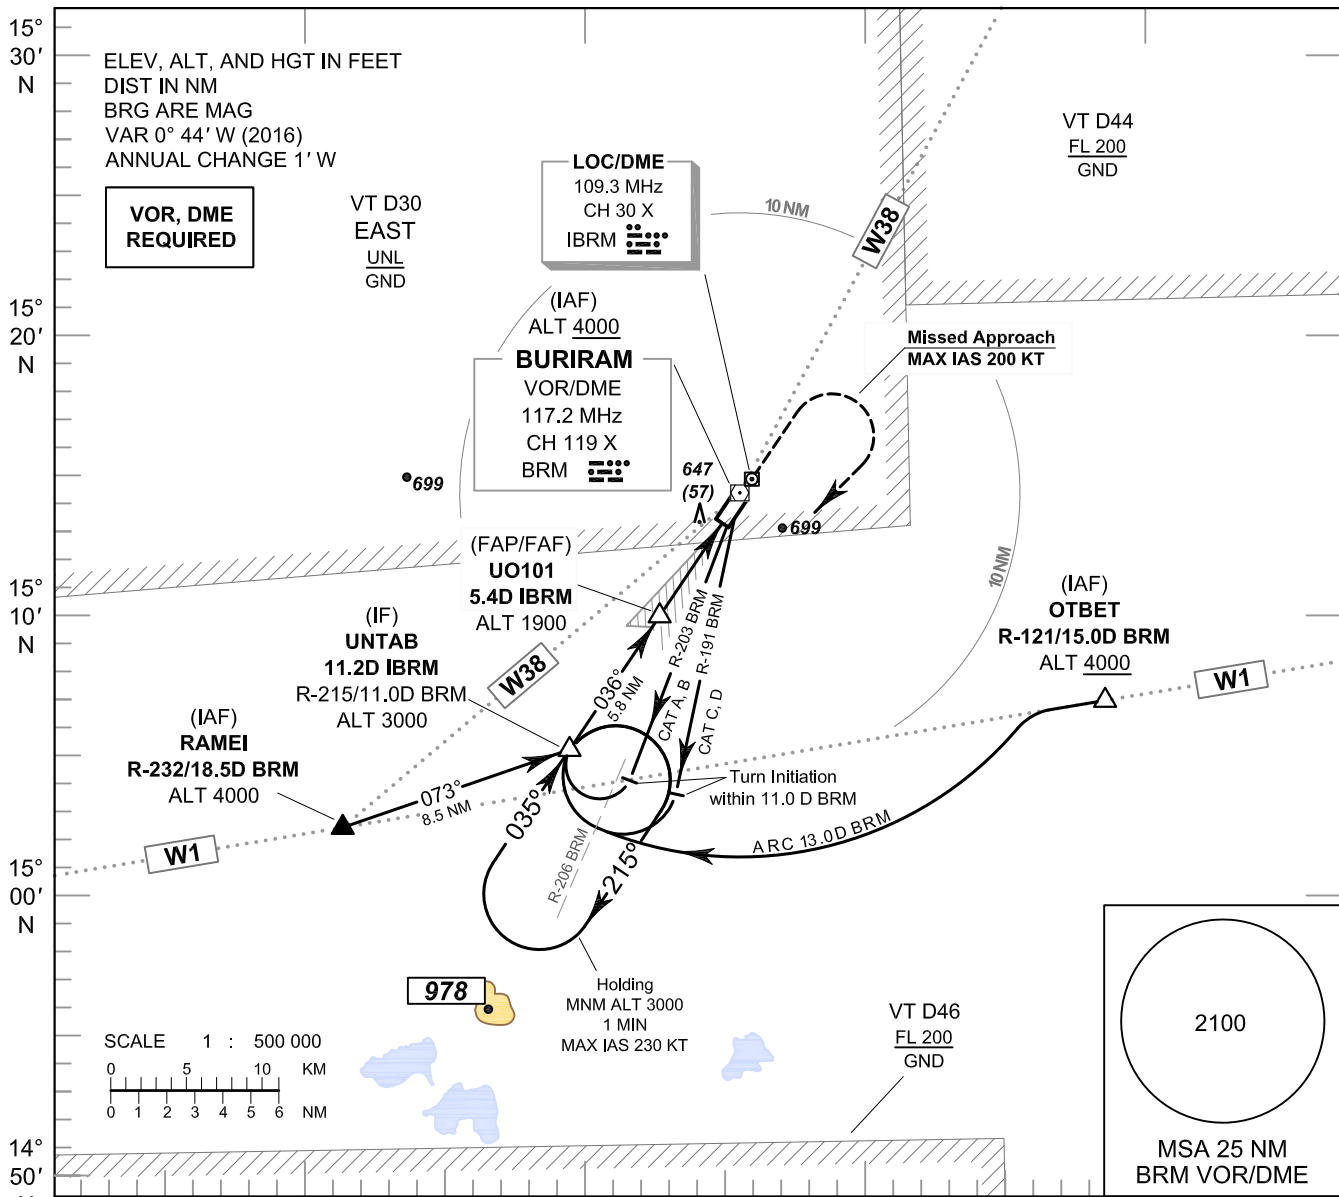 15°
30′
N
ELEV, ALT, AND HGT IN FEET
DIST IN NM
BRG ARE MAG
VAR 0° 44′ W (2016)
ANNUAL CHANGE 1′ W
VOR, DME
REQUIRED
VT D30
EAST
UNL
GND
LOC/DME
109.3 MHz
CH 30 X
IBRM
10 NM
W38
VT D44
FL 200
GND
15°
20′
N
(IAF)
ALT 4000
BURIRAM
VOR/DME
117.2 MHz
CH 119 X
BRM
Missed Approach
MAX IAS 200 KT
699
647
(57)
699
10 NM
15°
10′
N
(FAP/FAF)
UO101
5.4D IBRM
ALT 1900
(IF)
UNTAB
11.2D IBRM
R-215/11.0D BRM
ALT 3000
W38
036°
5.8 NM
R-203 BRM
CAT A, B
R-191 BRM
CAT C, D
(IAF)
OTBET
R-121/15.0D BRM
ALT 4000
W1
(IAF)
RAMEI
R-232/18.5D BRM
ALT 4000
073°
8.5 NM
Turn Initiation
within 11.0 D BRM
ARC 13.0D BRM
W1
035°
R-206 BRM
215°
15°
00′
N
978
Holding
MNM ALT 3000
1 MIN
MAX IAS 230 KT
VT D46
FL 200
GND
2100
MSA 25 NM
BRM VOR/DME
SCALE 1 : 500 000
0 5 10 KM
0 1 2 3 4 5 6 NM
14°
50′